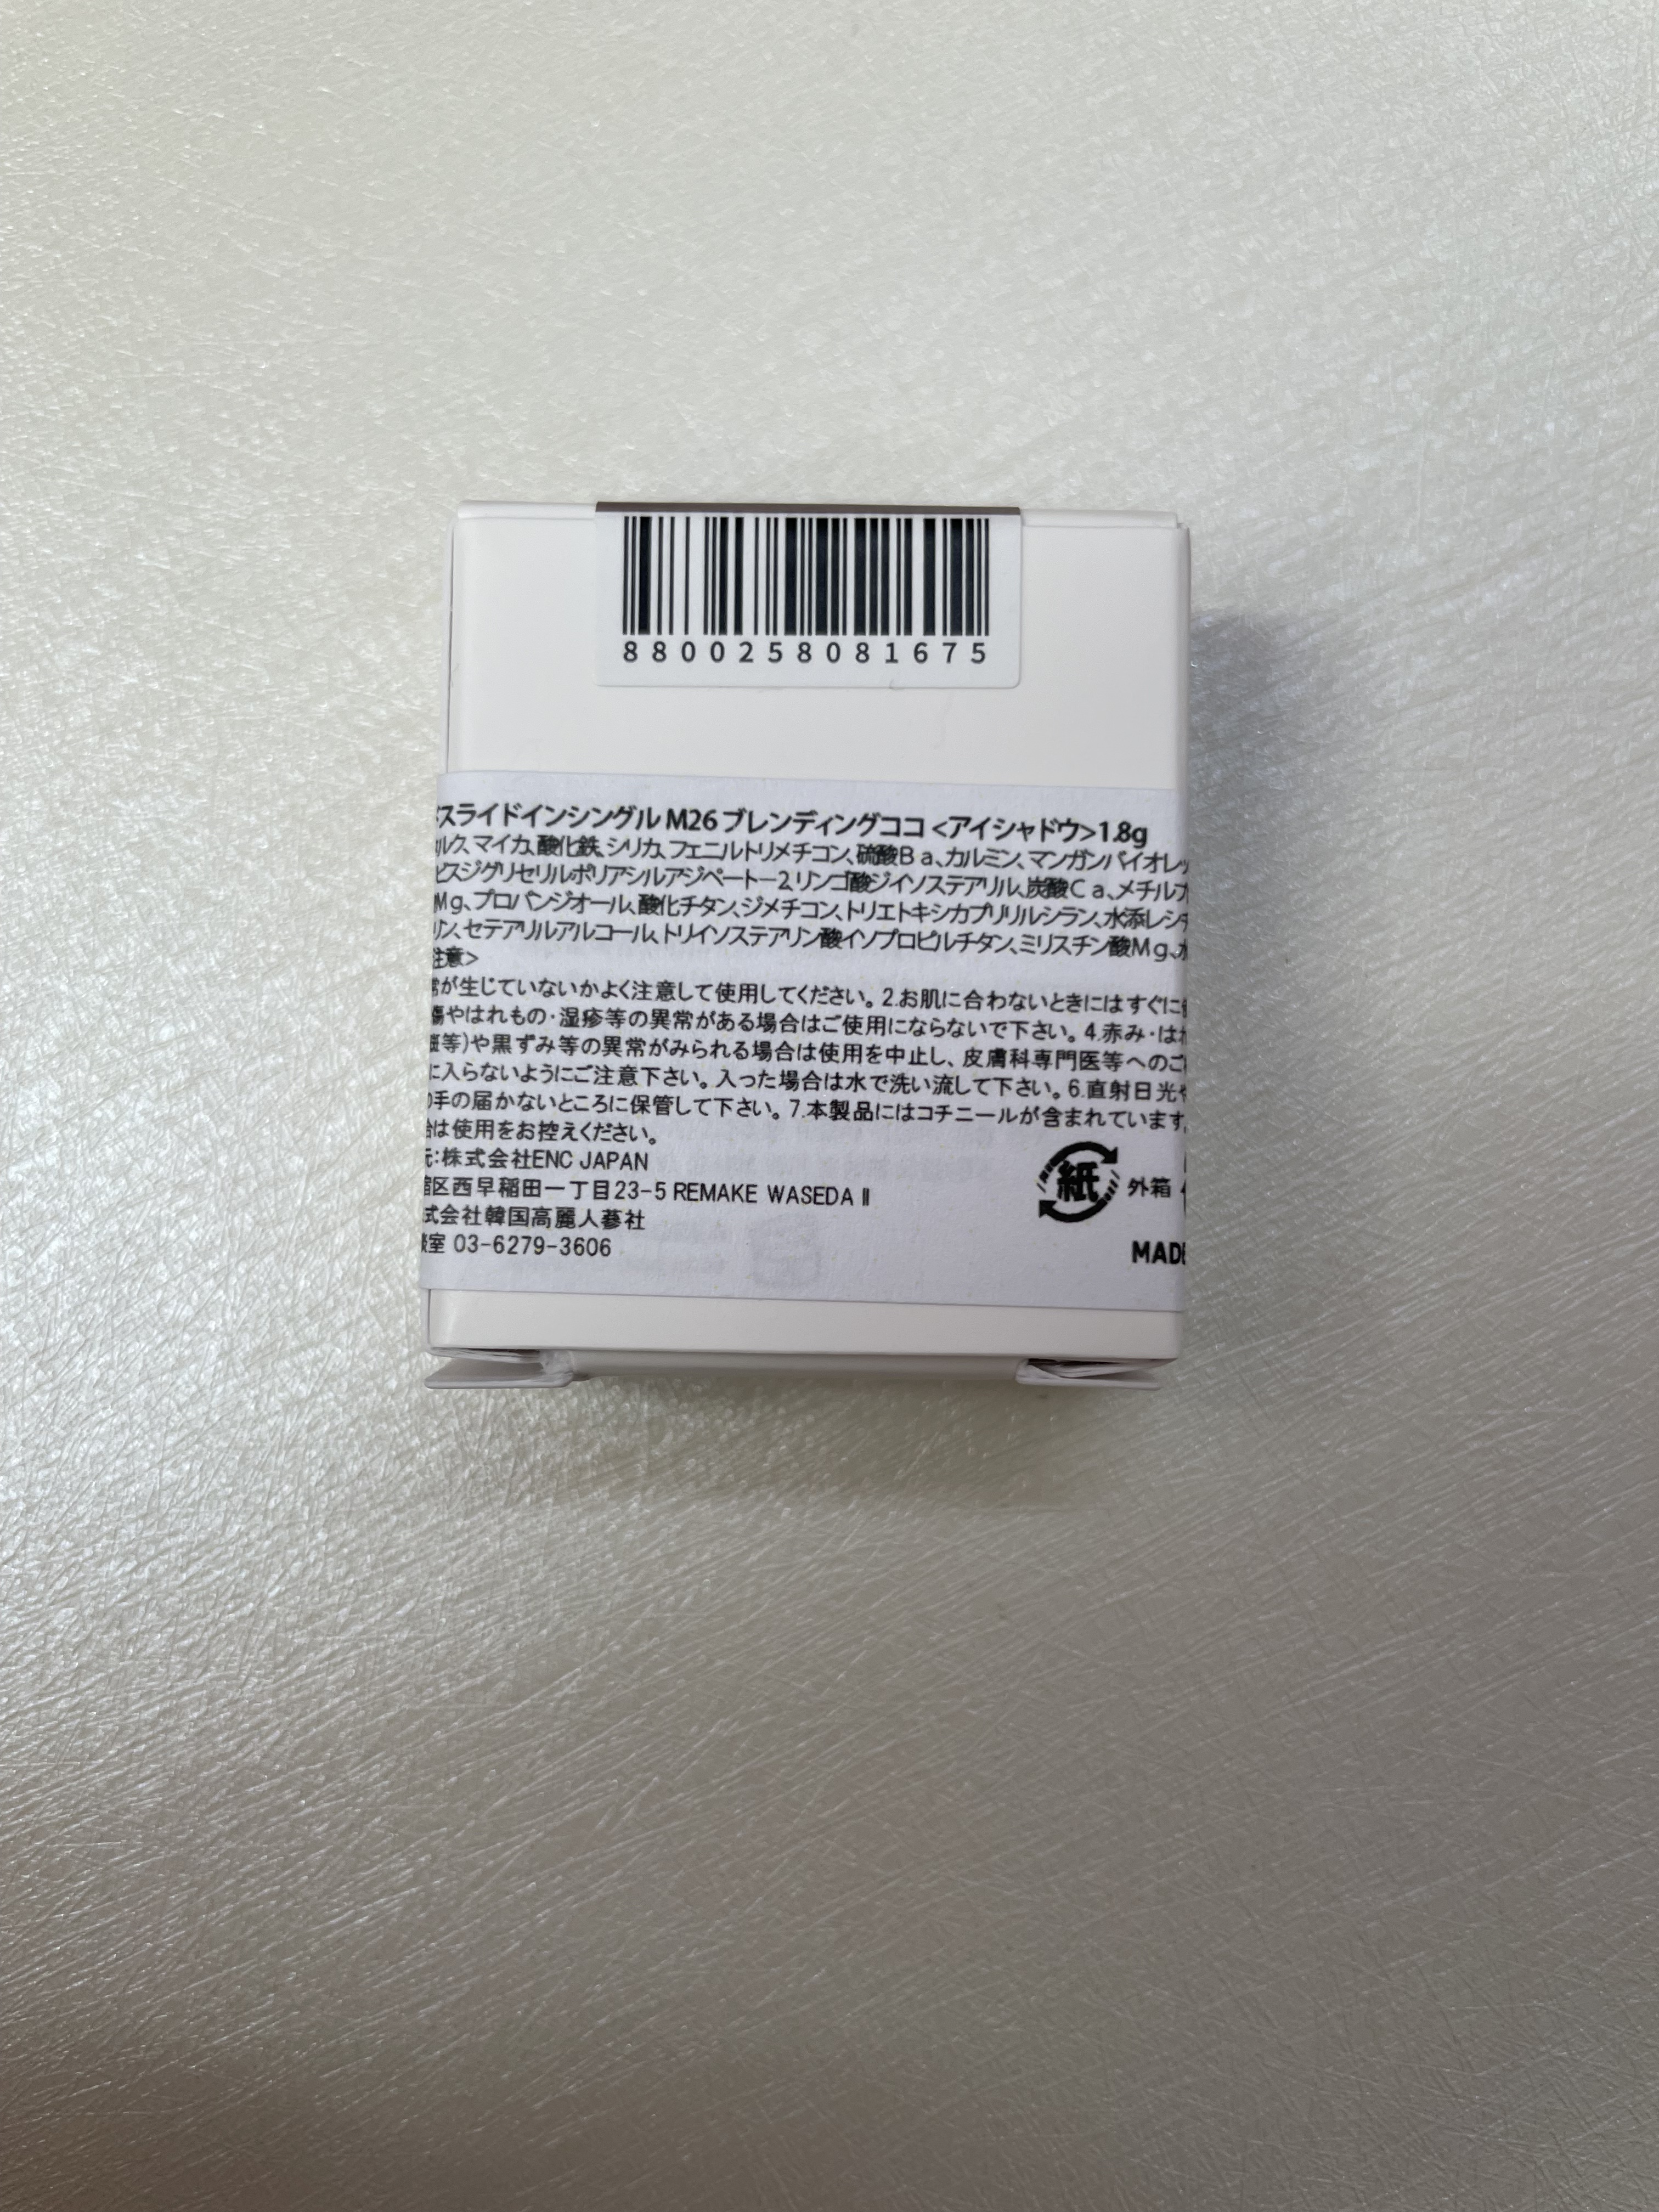 8800258081675
スライドインシングル M26 ブレンディングココ <アイシャドウ>1.8g
ルク、マイカ、酸化鉄、シリカ、フェニルトリメチコン、硫酸Ｂａ、カルミン、マンガンバイオレッ
ビスジグリセリルポリアシルアジペートー2、リンゴ酸ジイソステアリル、炭酸Ｃａ、メチルプ
Mg、プロパンジオール、酸化チタン、ジメチコン、トリエトキシカプリリルシラン、水添レシチ
リン、セテアリルアルコール、トリイソステアリン酸イソプロピルチタン、ミリスチン酸Ｍｇ、水
注意>
常が生じていないかよく注意して使用してください。2.お肌に合わないときにはすぐに使
傷やはれもの･湿疹等の異常がある場合はご使用にならないで下さい。4.赤み･はれ
斑等)や黒ずみ等の異常がみられる場合は使用を中止し、皮膚科専門医等へのご
に入らないようにご注意下さい。入った場合は水で洗い流して下さい。6.直射日光や
の手の届かないところに保管して下さい。7.本製品にはコチニールが含まれています。
合は使用をお控えください。
元:株式会社ENC JAPAN
宿区西早稲田一丁目23-5 REMAKE WASEDA Ⅱ
式会社韓国高麗人蔘社
談室 03-6279-3606
紙 外箱
MADE